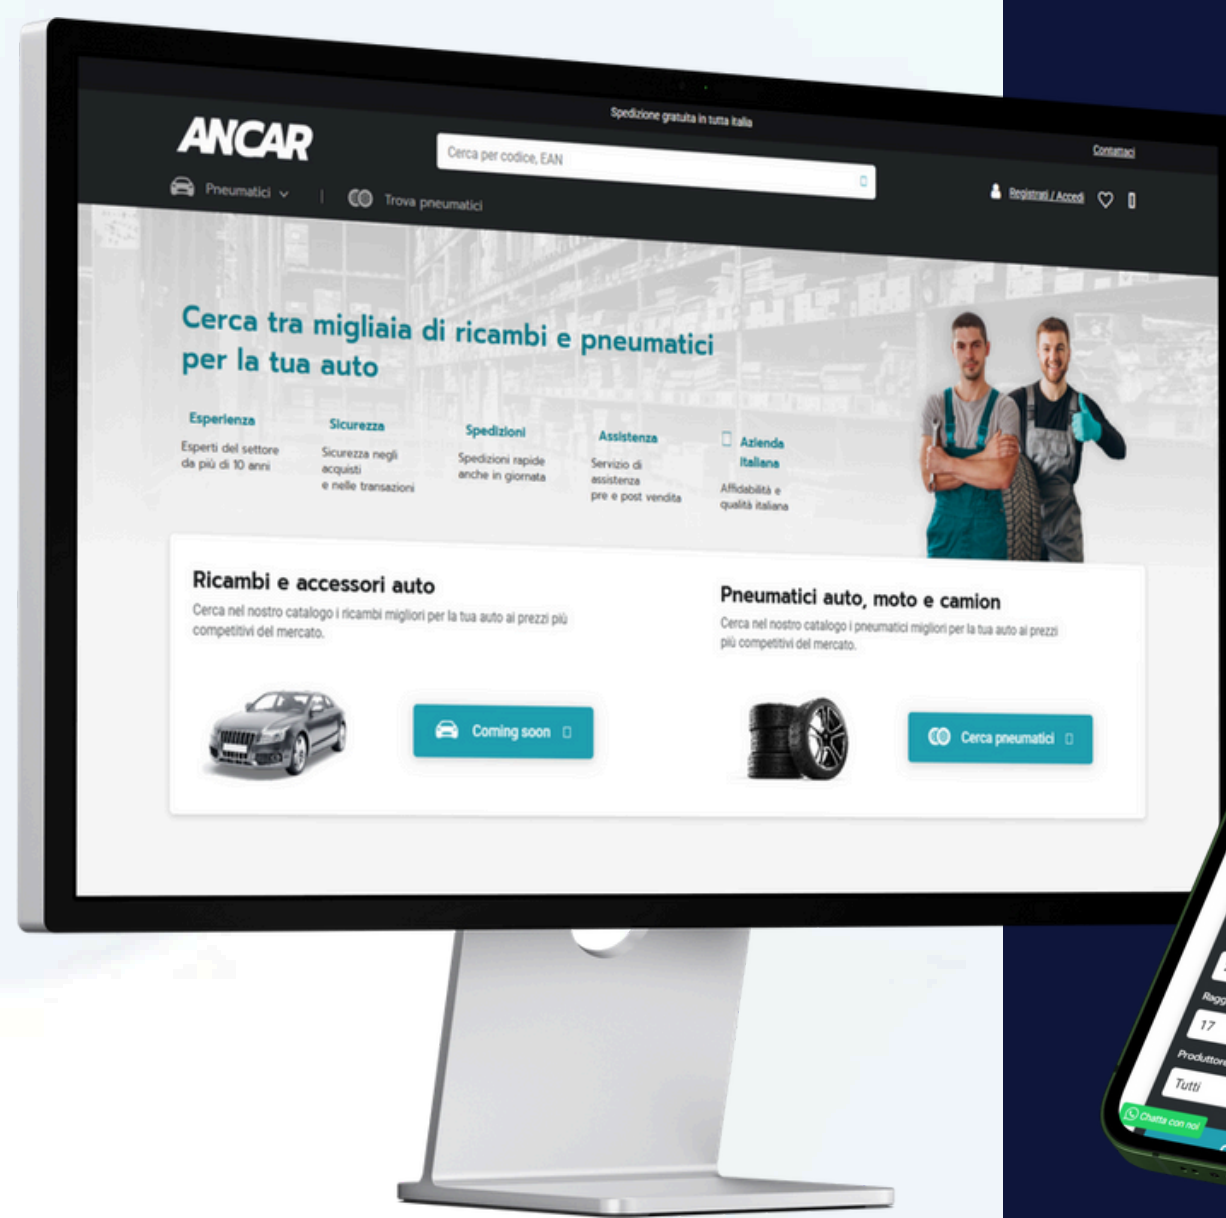 Spedizione gratuita in tutta italia
Contattaci
ANCAR
Cerca per codice, EAN
Registrati / Accedi
Pneumatici
Trova pneumatici
Cerca tra migliaia di ricambi e pneumatici
per la tua auto
Esperienza
Esperti del settore
da più di 10 anni
Sicurezza
Sicurezza negli
acquisti
e nelle transazioni
Spedizioni
Spedizioni rapide
anche in giornata
Assistenza
Servizio di
assistenza
pre e post vendita
Azienda
Italiana
Affidabilità e
qualità italiana
Ricambi e accessori auto
Cerca nel nostro catalogo i ricambi migliori per la tua auto ai prezzi più
competitivi del mercato.
Coming soon
Pneumatici auto, moto e camion
Cerca nel nostro catalogo i pneumatici migliori per la tua auto ai prezzi
più competitivi del mercato.
Cerca pneumatici
17
Produttore
Tutti
Chatta con noi